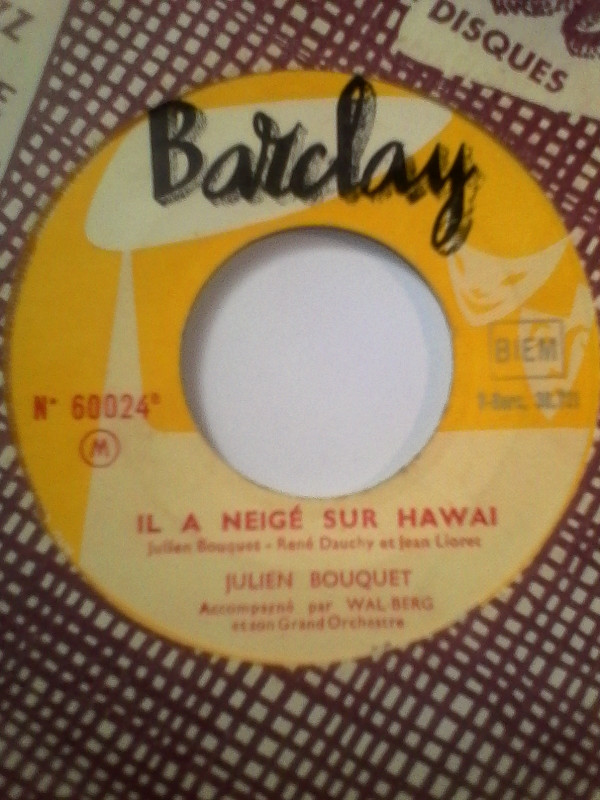 DISQUES
Barclay
BIEM
N° 60024
M
IL A NEIGÉ SUR HAWAI
Julien Bouquet - René Dauchy et Jean Lioret
JULIEN BOUQUET
Accompagné par WAL-BERG
et son Grand Orchestre